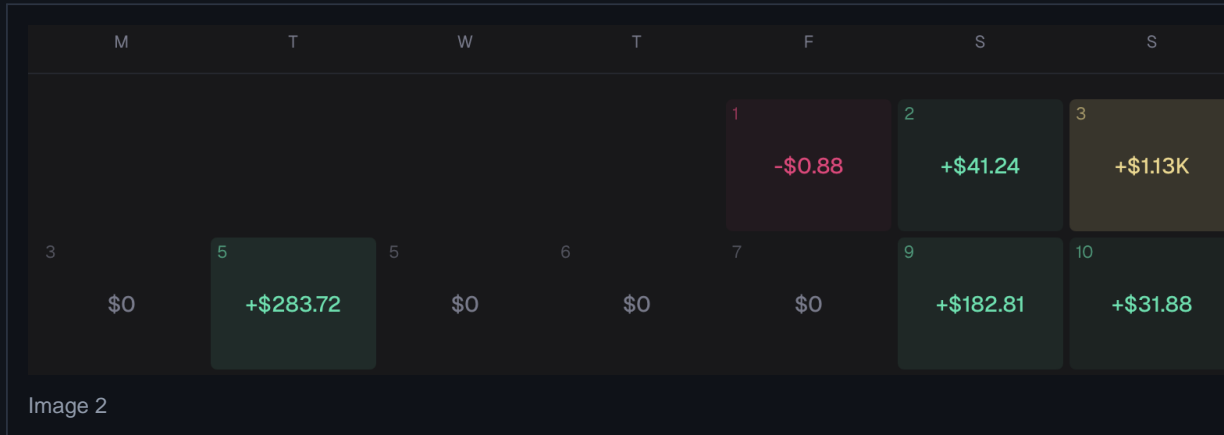 M T W T F S S
1 2 3
-$0.88 +$41.24 +$1.13K
3 5 5 6 7 9 10
$0 +$283.72 $0 $0 $0 +$182.81 +$31.88
Image 2